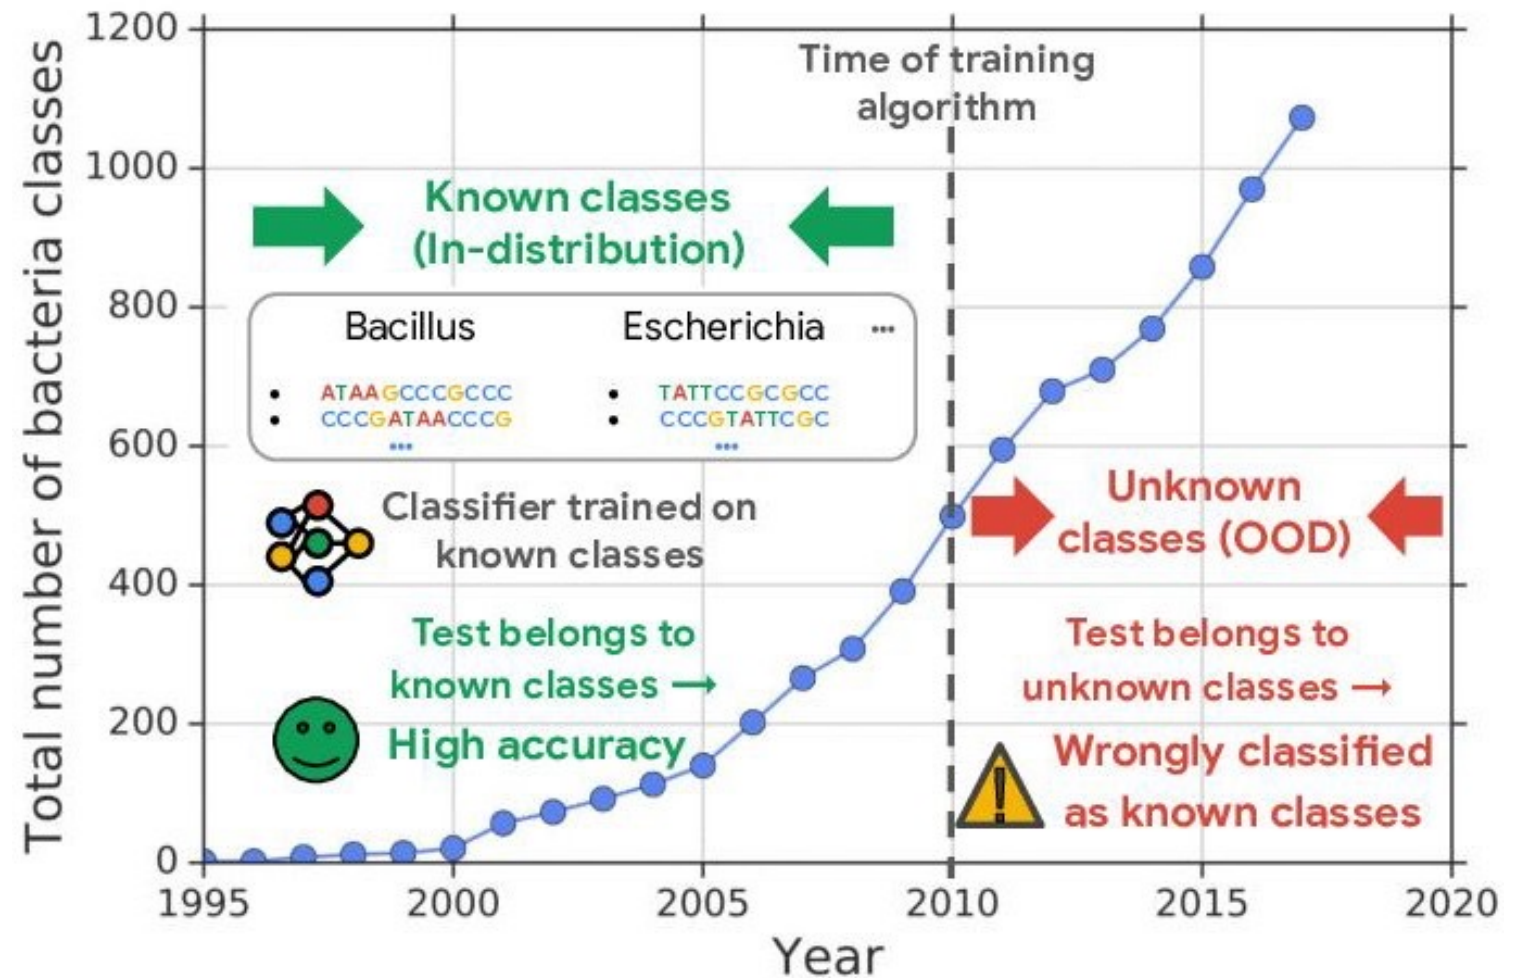 Total number of bacteria classes
1200
1000
800
600
400
200
0
Time of training
algorithm
Known classes
(In-distribution)
Bacillus
Escherichia
•••
• ATAAGCCCGCCC
• CCCGATAACCCG
•••
• TATTCCGCGCC
• CCCGTATTCGC
•••
Classifier trained on
known classes
Test belongs to
known classes →
High accuracy
Unknown
classes (OOD)
Test belongs to
unknown classes →
!
Wrongly classified
as known classes
1995
2000
2005
2010
2015
2020
Year